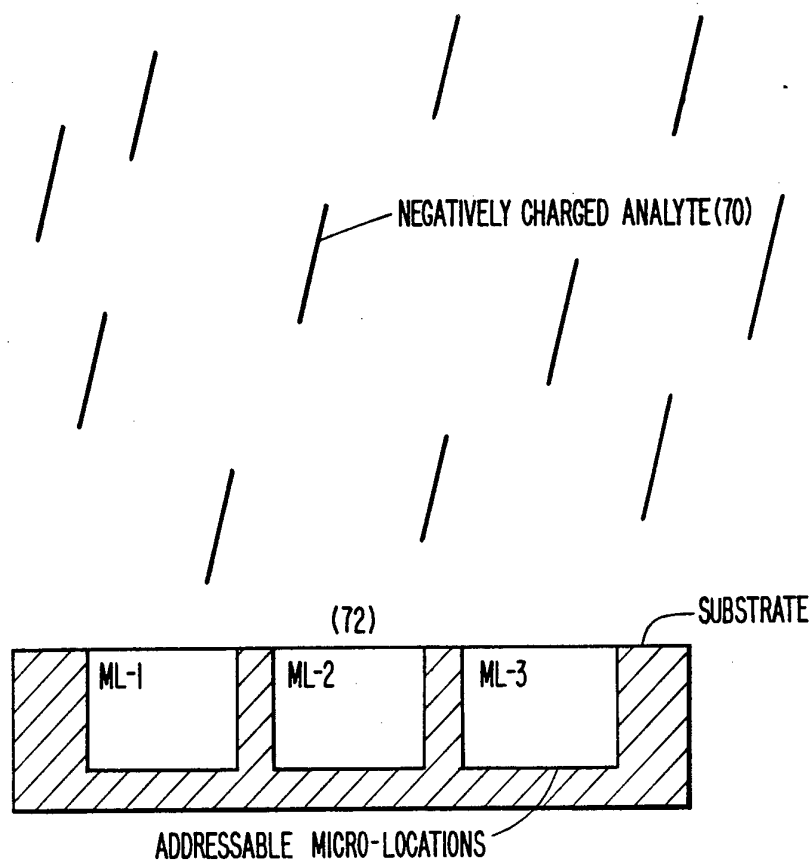 NEGATIVELY CHARGED ANALYTE(70)
(72)
SUBSTRATE
ML-1
ML-2
ML-3
ADDRESSABLE MICRO-LOCATIONS